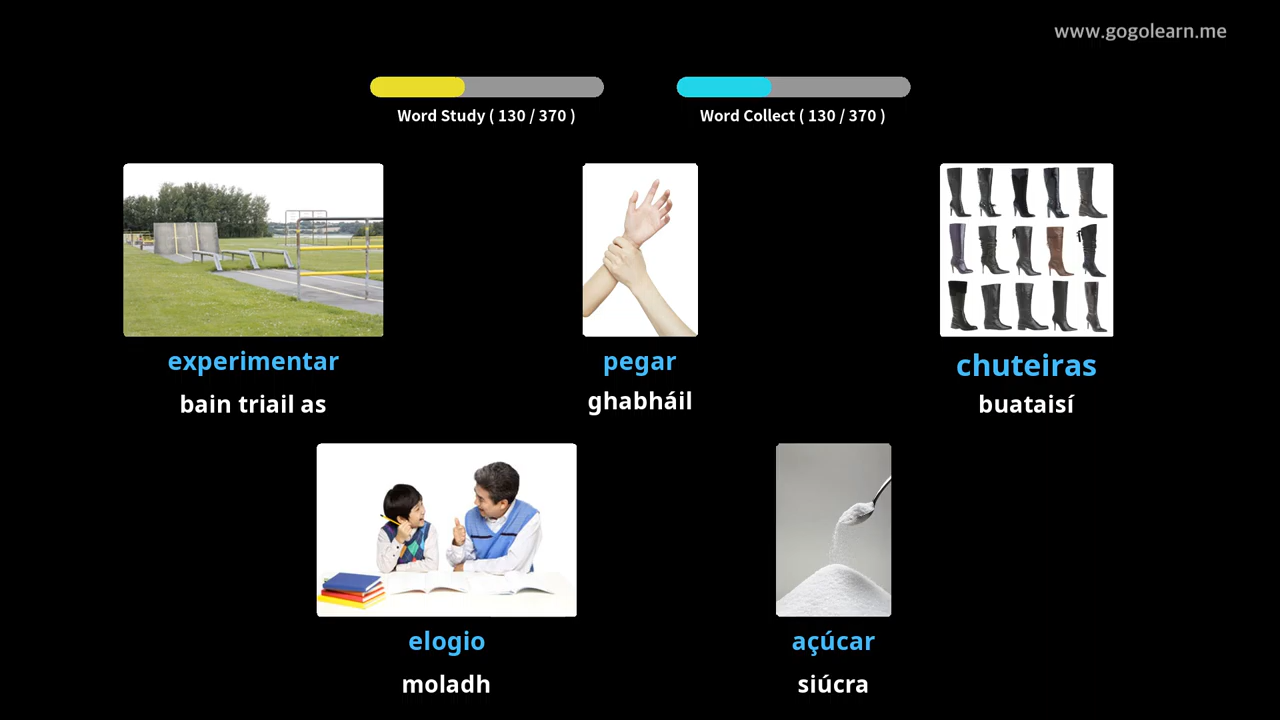 www.gogolearn.me
Word Study ( 130 / 370 )
Word Collect ( 130 / 370 )
experimentar
bain triail as
pegar
ghabháil
chuteiras
buataisí
elogio
moladh
açúcar
siúcra